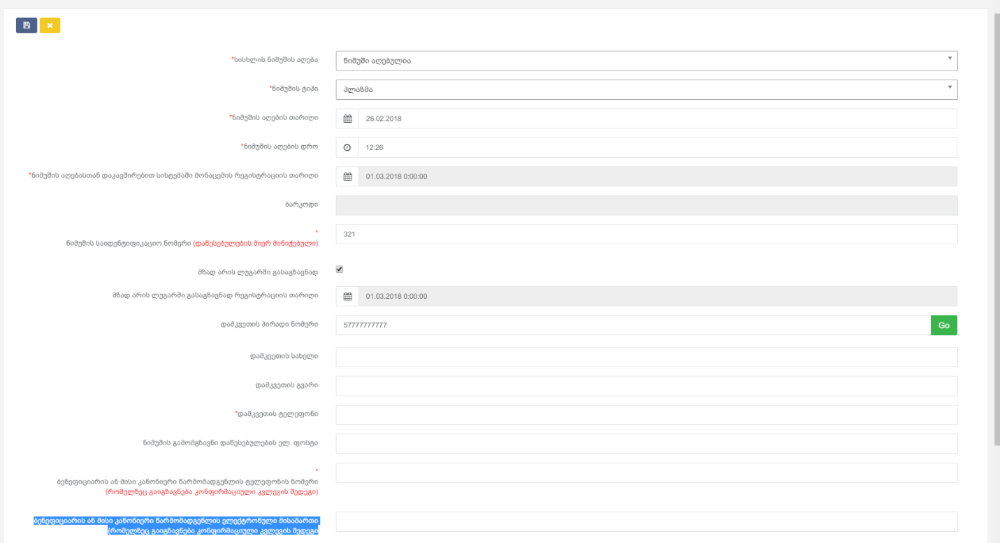 *სისხლის ნიმუშის აღება
ნიმუში აღებულია
*ნიმუშის ტიპი
პლაზმა
*ნიმუშის აღების თარიღი
26.02.2018
*ნიმუშის აღების დრო
12:26
*ნიმუშის აღებასთან დაკავშირებით სისტემაში მონაცემის რეგისტრაციის თარიღი
01.03.2018 0:00:00
ბარკოდი
*
ნიმუშის საიდენტიფიკაციო ნომერი (დაწესებულების მიერ მინიჭებული)
321
მზად არის ლუგარში გასაგზავნად
მზად არის ლუგარში გასაგზავნად რეგისტრაციის თარიღი
01.03.2018 0:00:00
დამკვეთის პირადი ნომერი
57777777777
Go
დამკვეთის სახელი
დამკვეთის გვარი
*დამკვეთის ტელეფონი
ნიმუშის გამომგზავნი დაწესებულების ელ. ფოსტა
*
ბენეფიციარის ან მისი კანონიერი წარმომადგენლის ტელეფონის ნომერი
(რომელზეც გაიგზავნება კონფირმაციული კვლევის შედეგი)
ბენეფიციარის ან მისი კანონიერი წარმომადგენლის ელექტრონული მისამართი
(რომელზეც გაიგზავნება კონფირმაციული კვლევის შედეგი